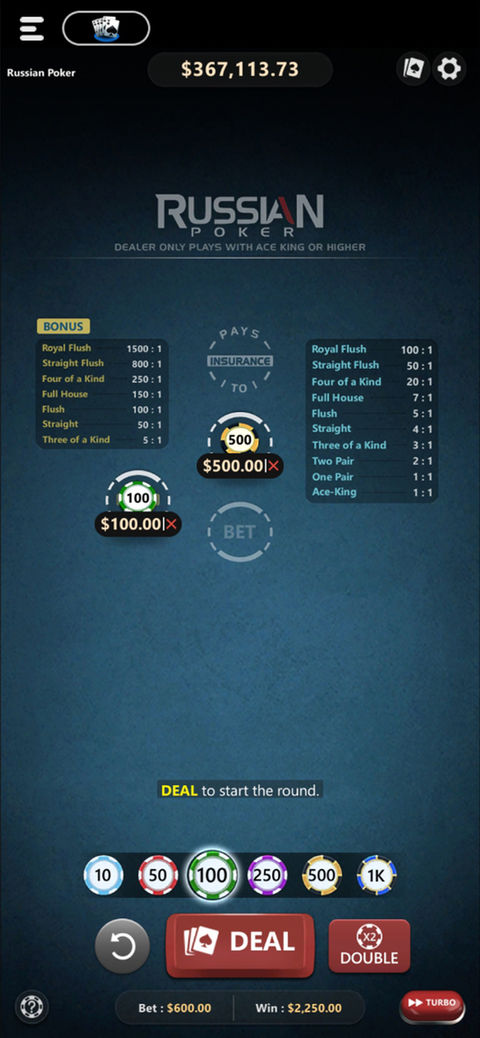 Russian Poker
$367,113.73
RUSSIAN
POKER
DEALER ONLY PLAYS WITH ACE KING OR HIGHER
BONUS
Royal Flush 1500 : 1
Straight Flush 800 : 1
Four of a Kind 250 : 1
Full House 150 : 1
Flush 100 : 1
Straight 50 : 1
Three of a Kind 5 : 1
PAYS
INSURANCE
TO
Royal Flush 100 : 1
Straight Flush 50 : 1
Four of a Kind 20 : 1
Full House 7 : 1
Flush 5 : 1
Straight 4 : 1
Three of a Kind 3 : 1
Two Pair 2 : 1
One Pair 1 : 1
Ace-King 1 : 1
500
$500.00
100
$100.00
BET
DEAL to start the round.
10 50 100 250 500 1K
DEAL
X2
DOUBLE
Bet : $600.00 Win : $2,250.00
TURBO